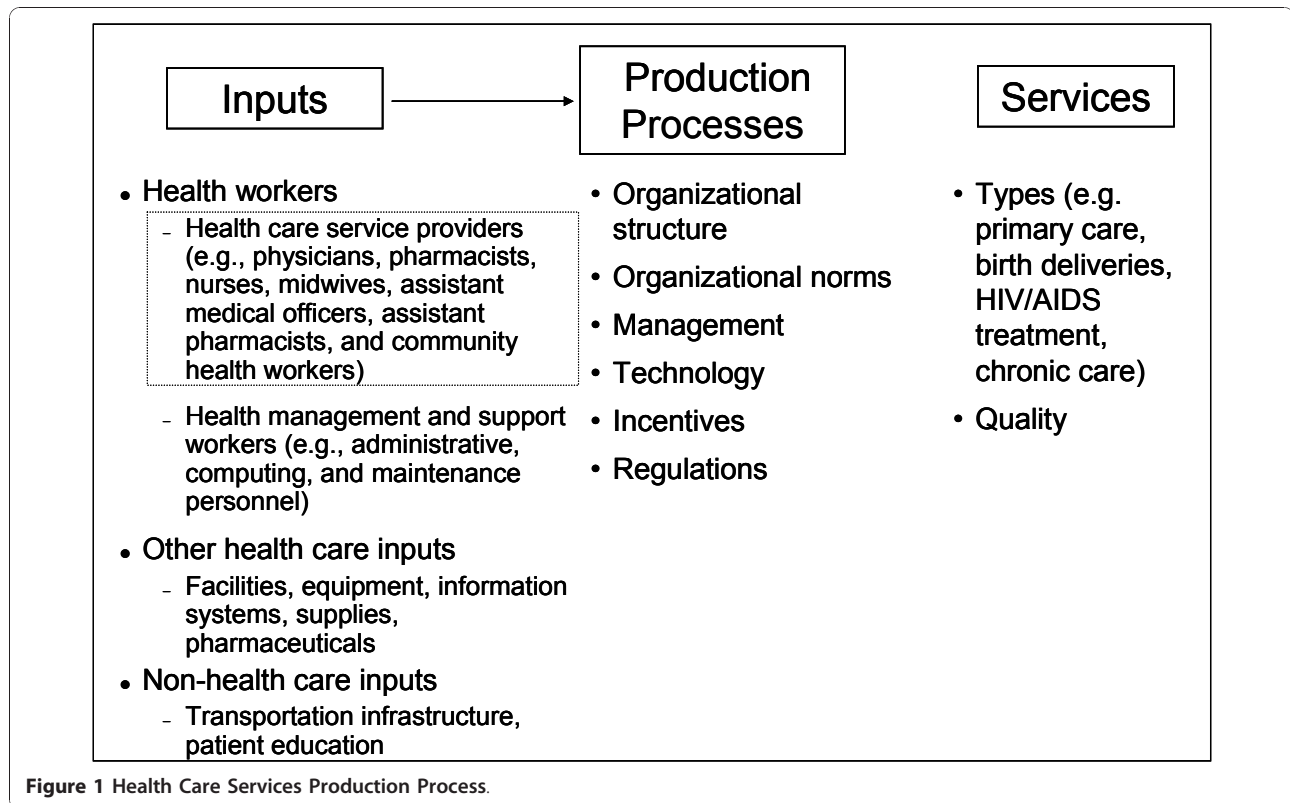 Inputs
Production
Processes
Services
• Health workers
– Health care service providers
(e.g., physicians, pharmacists,
nurses, midwives, assistant
medical officers, assistant
pharmacists, and community
health workers)
– Health management and support
workers (e.g., administrative,
computing, and maintenance
personnel)
• Other health care inputs
– Facilities, equipment, information
systems, supplies,
pharmaceuticals
• Non-health care inputs
– Transportation infrastructure,
patient education
• Organizational
structure
• Organizational norms
• Management
• Technology
• Incentives
• Regulations
• Types (e.g.
primary care,
birth deliveries,
HIV/AIDS
treatment,
chronic care)
• Quality
Figure 1 Health Care Services Production Process.